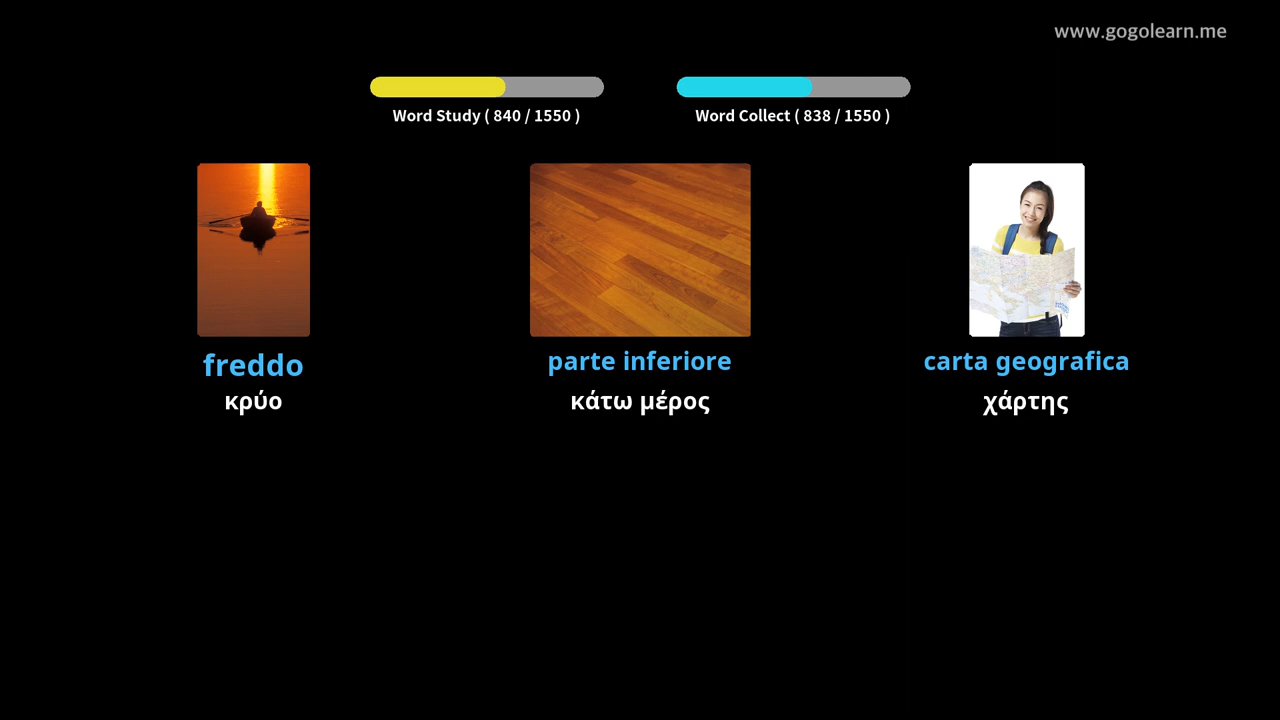 www.gogolearn.me
Word Study ( 840 / 1550 )
Word Collect ( 838 / 1550 )
freddo
κρύο
parte inferiore
κάτω μέρος
carta geografica
χάρτης